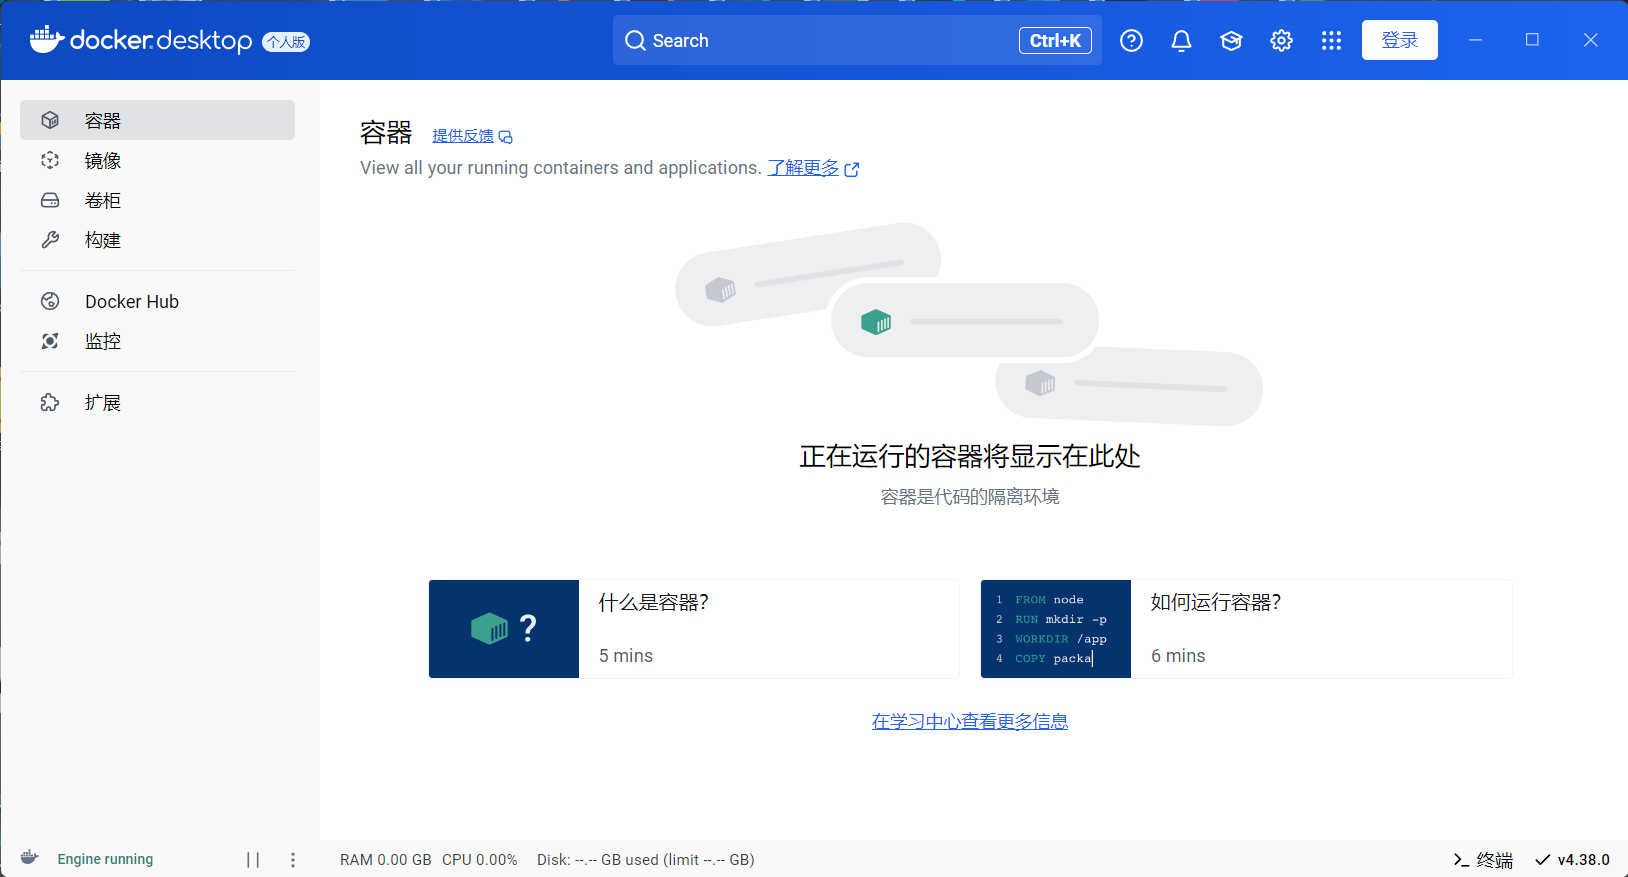 docker desktop 个人版
Search Ctrl+K
登录
容器
镜像
卷柜
构建
Docker Hub
监控
扩展
容器 提供反馈
View all your running containers and applications. 了解更多
正在运行的容器将显示在此处
容器是代码的隔离环境
?
什么是容器?
5 mins
1 FROM node
2 RUN mkdir -p
3 WORKDIR /app
4 COPY packa
如何运行容器?
6 mins
在学习中心查看更多信息
Engine running
RAM 0.00 GB CPU 0.00% Disk: --.-- GB used (limit --.-- GB)
>_ 终端
v4.38.0